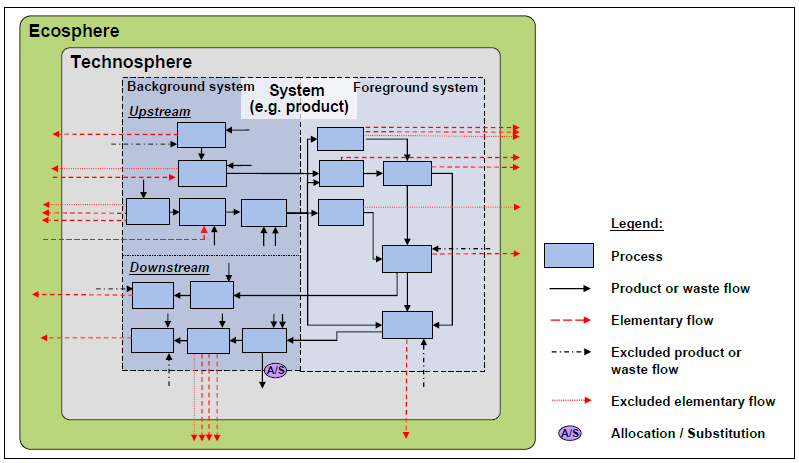 Ecosphere
Technosphere
Background system
System
(e.g. product)
Foreground system
Upstream
Downstream
A/S
Legend:
Process
Product or waste flow
Elementary flow
Excluded product or
waste flow
Excluded elementary flow
A/S
Allocation / Substitution